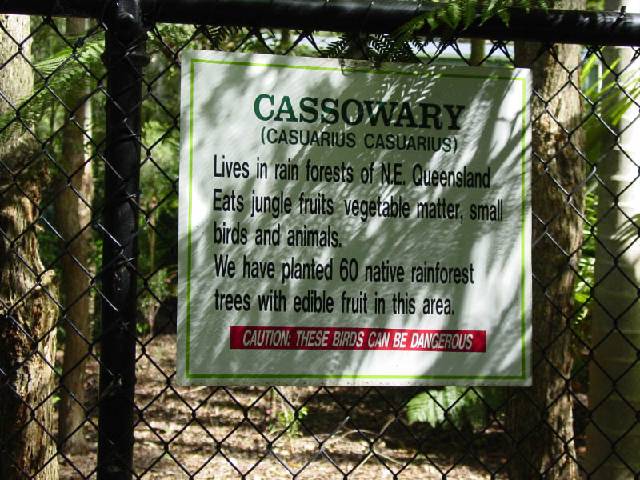 CASSOWARY
(CASUARIUS CASUARIUS)
Lives in rain forests of N.E. Queensland
Eats jungle fruits vegetable matter, small
birds and animals.
We have planted 60 native rainforest
trees with edible fruit in this area.
CAUTION: THESE BIRDS CAN BE DANGEROUS